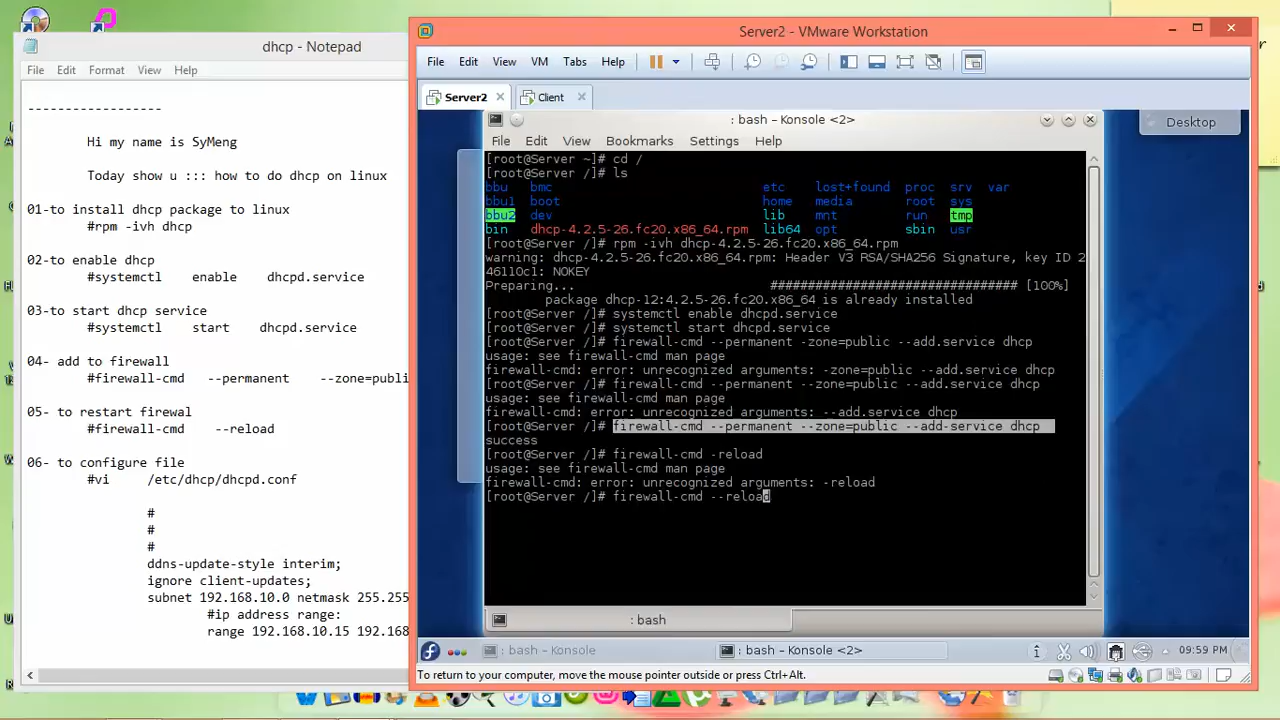 dhcp - Notepad
File Edit Format View Help
-----------------
Hi my name is SyMeng
Today show u ::: how to do dhcp on linux
01-to install dhcp package to linux
#rpm -ivh dhcp
02-to enable dhcp
#systemctl enable dhcpd.service
03-to start dhcp service
#systemctl start dhcpd.service
04- add to firewall
#firewall-cmd --permanent --zone=publi
05- to restart firewal
#firewall-cmd --reload
06- to configure file
#vi /etc/dhcp/dhcpd.conf
#
#
#
ddns-update-style interim;
ignore client-updates;
subnet 192.168.10.0 netmask 255.255
#ip address range:
range 192.168.10.15 192.168
Server2 - VMware Workstation
File Edit View VM Tabs Help
Server2 Client
: bash – Konsole <2>
Desktop
File Edit View Bookmarks Settings Help
[root@Server ~]# cd /
[root@Server /]# ls
bbu bmc etc lost+found proc srv var
bbu1 boot home media root sys
bbu2 dev lib mnt run tmp
bin dhcp-4.2.5-26.fc20.x86_64.rpm lib64 opt sbin usr
[root@Server /]# rpm -ivh dhcp-4.2.5-26.fc20.x86_64.rpm
warning: dhcp-4.2.5-26.fc20.x86_64.rpm: Header V3 RSA/SHA256 Signature, key ID 2
46110c1: NOKEY
Preparing... ################################# [100%]
package dhcp-12:4.2.5-26.fc20.x86_64 is already installed
[root@Server /]# systemctl enable dhcpd.service
[root@Server /]# systemctl start dhcpd.service
[root@Server /]# firewall-cmd --permanent -zone=public --add.service dhcp
usage: see firewall-cmd man page
firewall-cmd: error: unrecognized arguments: -zone=public --add.service dhcp
[root@Server /]# firewall-cmd --permanent --zone=public --add.service dhcp
usage: see firewall-cmd man page
firewall-cmd: error: unrecognized arguments: --add.service dhcp
[root@Server /]# firewall-cmd --permanent --zone=public --add-service dhcp
success
[root@Server /]# firewall-cmd -reload
usage: see firewall-cmd man page
firewall-cmd: error: unrecognized arguments: -reload
[root@Server /]# firewall-cmd --reload
: bash
: bash – Konsole : bash – Konsole <2> 09:59 PM
To return to your computer, move the mouse pointer outside or press Ctrl+Alt.